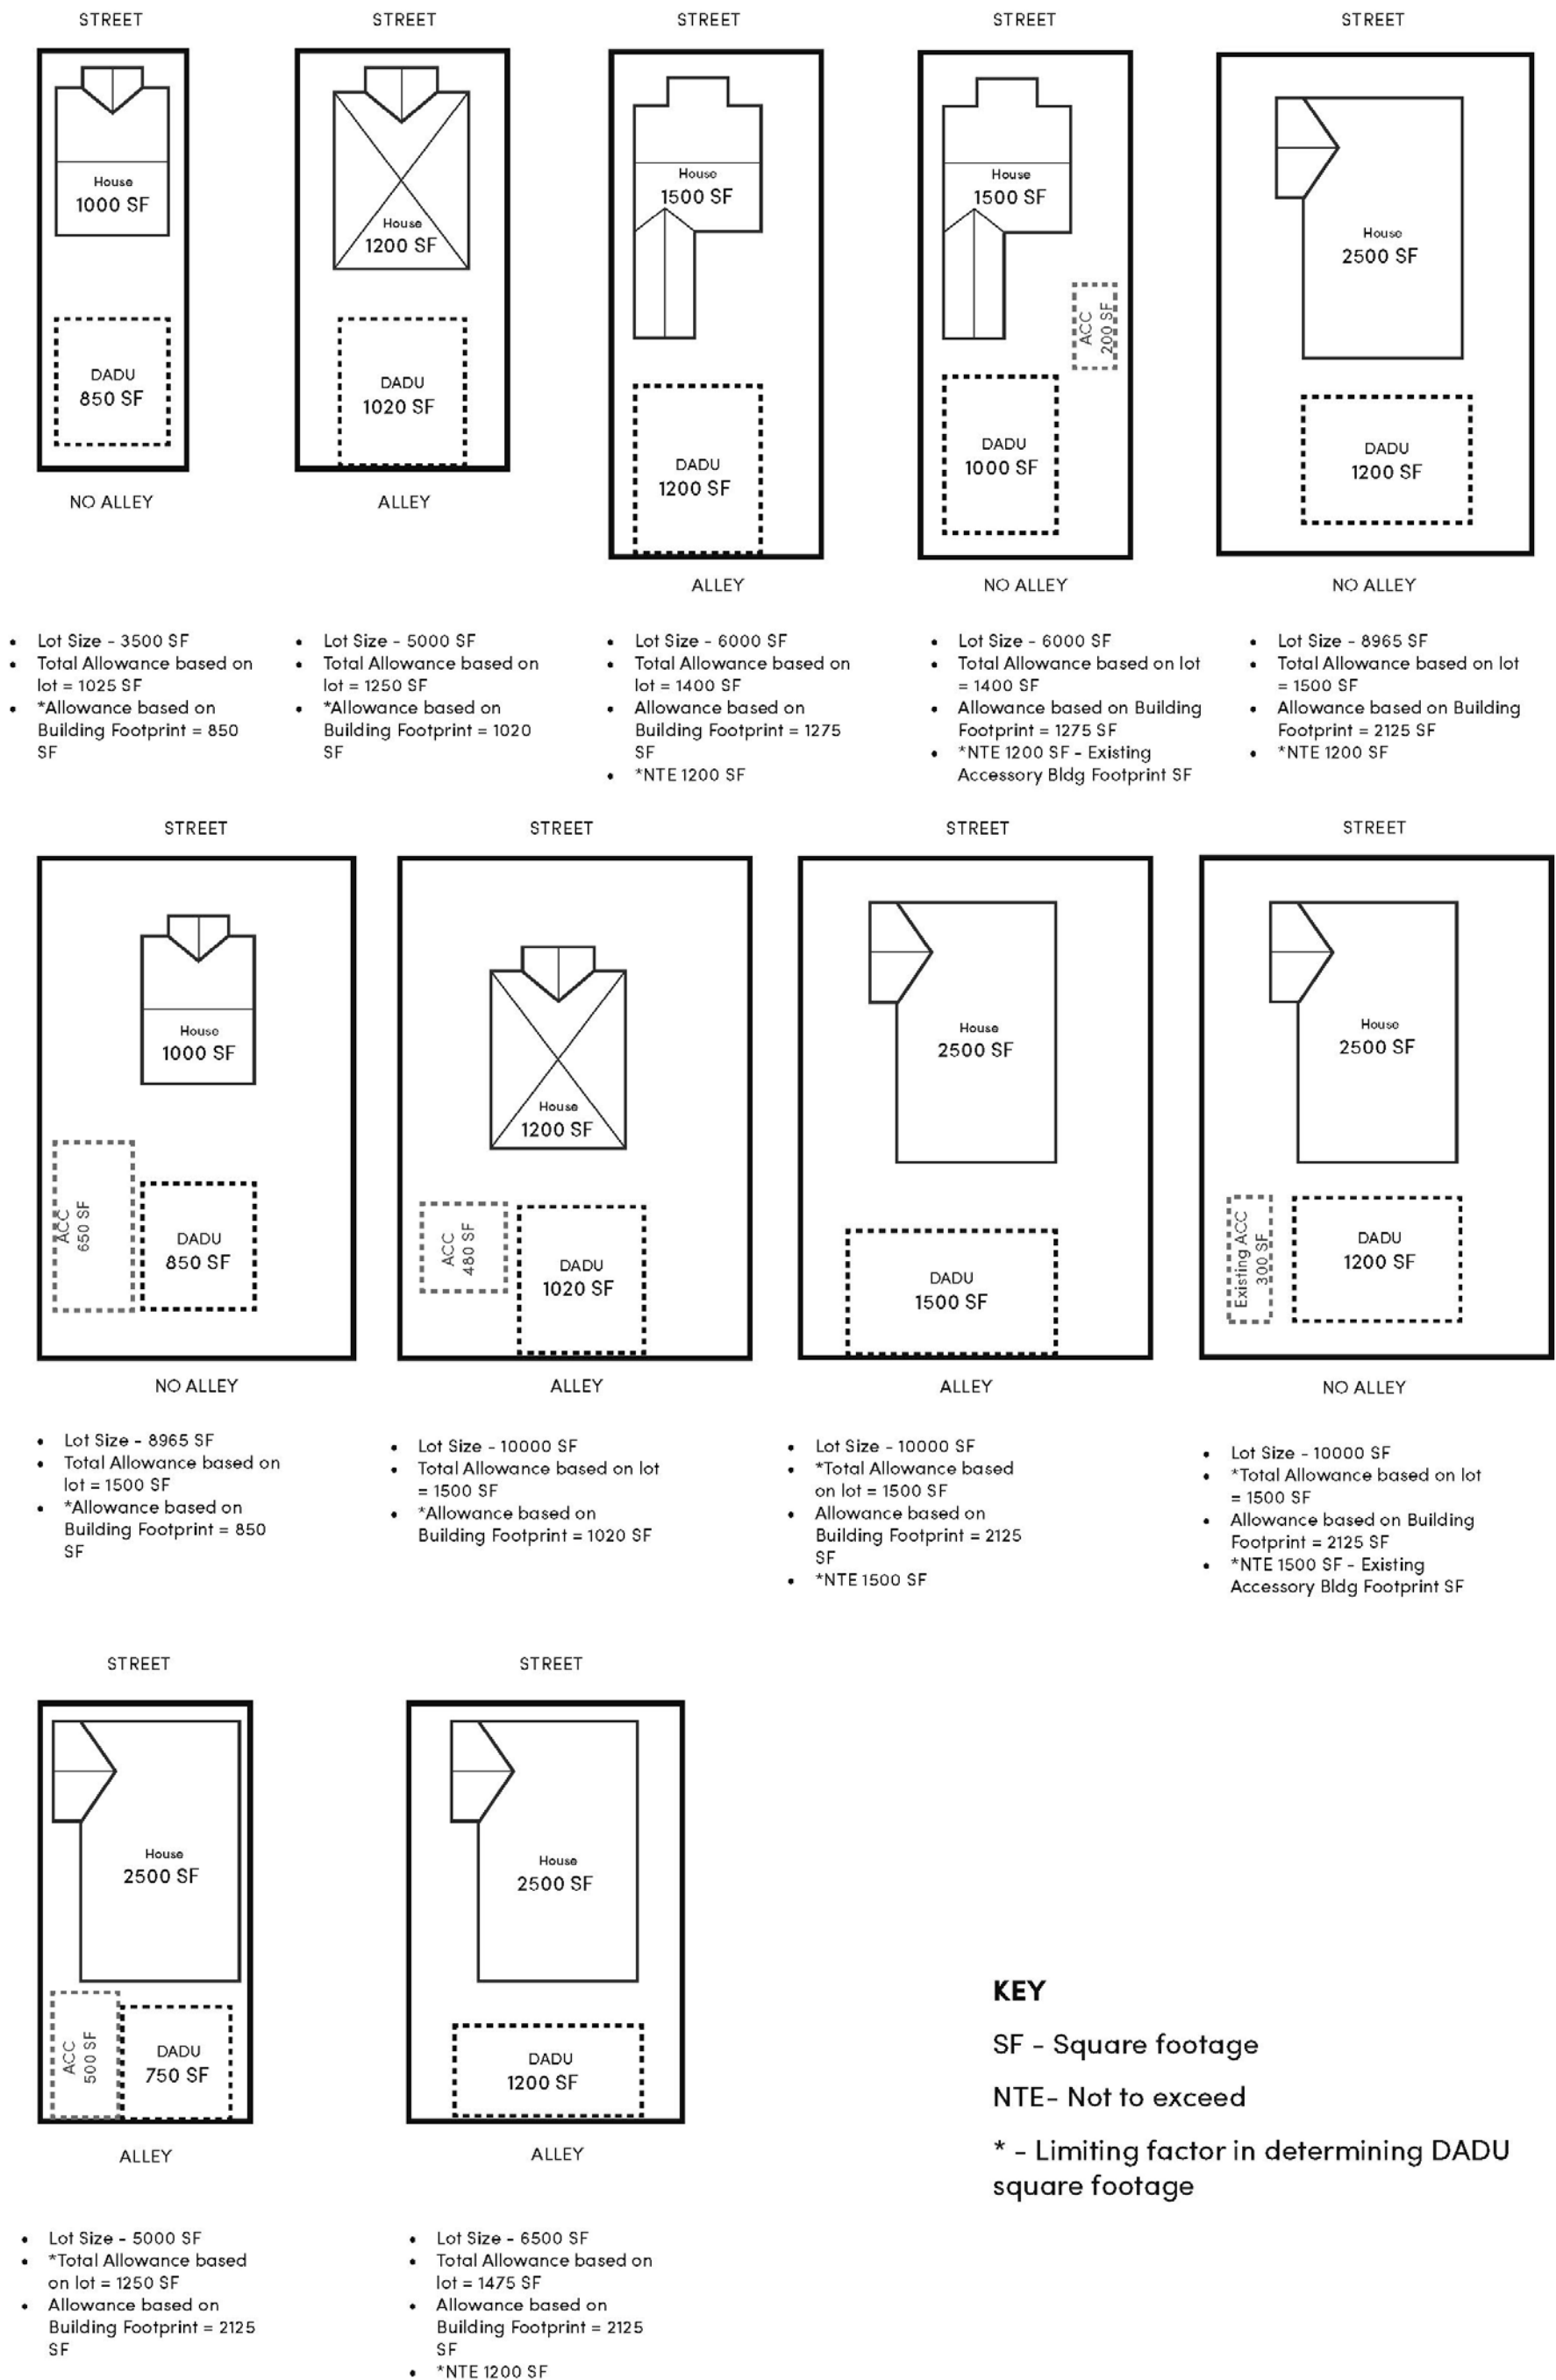 STREET
House
1000 SF
DADU
850 SF
NO ALLEY
• Lot Size - 3500 SF
• Total Allowance based on
lot = 1025 SF
• *Allowance based on
Building Footprint = 850
SF
STREET
House
1200 SF
DADU
1020 SF
ALLEY
• Lot Size - 5000 SF
• Total Allowance based on
lot = 1250 SF
• *Allowance based on
Building Footprint = 1020
SF
STREET
House
1500 SF
DADU
1200 SF
ALLEY
• Lot Size - 6000 SF
• Total Allowance based on
lot = 1400 SF
• Allowance based on
Building Footprint = 1275
SF
• *NTE 1200 SF
STREET
House
1500 SF
ACC
200 SF
DADU
1000 SF
NO ALLEY
• Lot Size - 6000 SF
• Total Allowance based on lot
= 1400 SF
• Allowance based on Building
Footprint = 1275 SF
• *NTE 1200 SF - Existing
Accessory Bldg Footprint SF
STREET
House
2500 SF
DADU
1200 SF
NO ALLEY
• Lot Size - 8965 SF
• Total Allowance based on lot
= 1500 SF
• Allowance based on Building
Footprint = 2125 SF
• *NTE 1200 SF
STREET
House
1000 SF
ACC
650 SF
DADU
850 SF
NO ALLEY
• Lot Size - 8965 SF
• Total Allowance based on
lot = 1500 SF
• *Allowance based on
Building Footprint = 850
SF
STREET
House
1200 SF
ACC
480 SF
DADU
1020 SF
ALLEY
• Lot Size - 10000 SF
• Total Allowance based on lot
= 1500 SF
• *Allowance based on
Building Footprint = 1020 SF
STREET
House
2500 SF
DADU
1500 SF
ALLEY
• Lot Size - 10000 SF
• *Total Allowance based
on lot = 1500 SF
• Allowance based on
Building Footprint = 2125
SF
• *NTE 1500 SF
STREET
House
2500 SF
Existing ACC
300 SF
DADU
1200 SF
NO ALLEY
• Lot Size - 10000 SF
• *Total Allowance based on lot
= 1500 SF
• Allowance based on Building
Footprint = 2125 SF
• *NTE 1500 SF - Existing
Accessory Bldg Footprint SF
STREET
House
2500 SF
ACC
500 SF
DADU
750 SF
ALLEY
• Lot Size - 5000 SF
• *Total Allowance based
on lot = 1250 SF
• Allowance based on
Building Footprint = 2125
SF
STREET
House
2500 SF
DADU
1200 SF
ALLEY
• Lot Size - 6500 SF
• Total Allowance based on
lot = 1475 SF
• Allowance based on
Building Footprint = 2125
SF
• *NTE 1200 SF
KEY
SF - Square footage
NTE- Not to exceed
* - Limiting factor in determining DADU
square footage